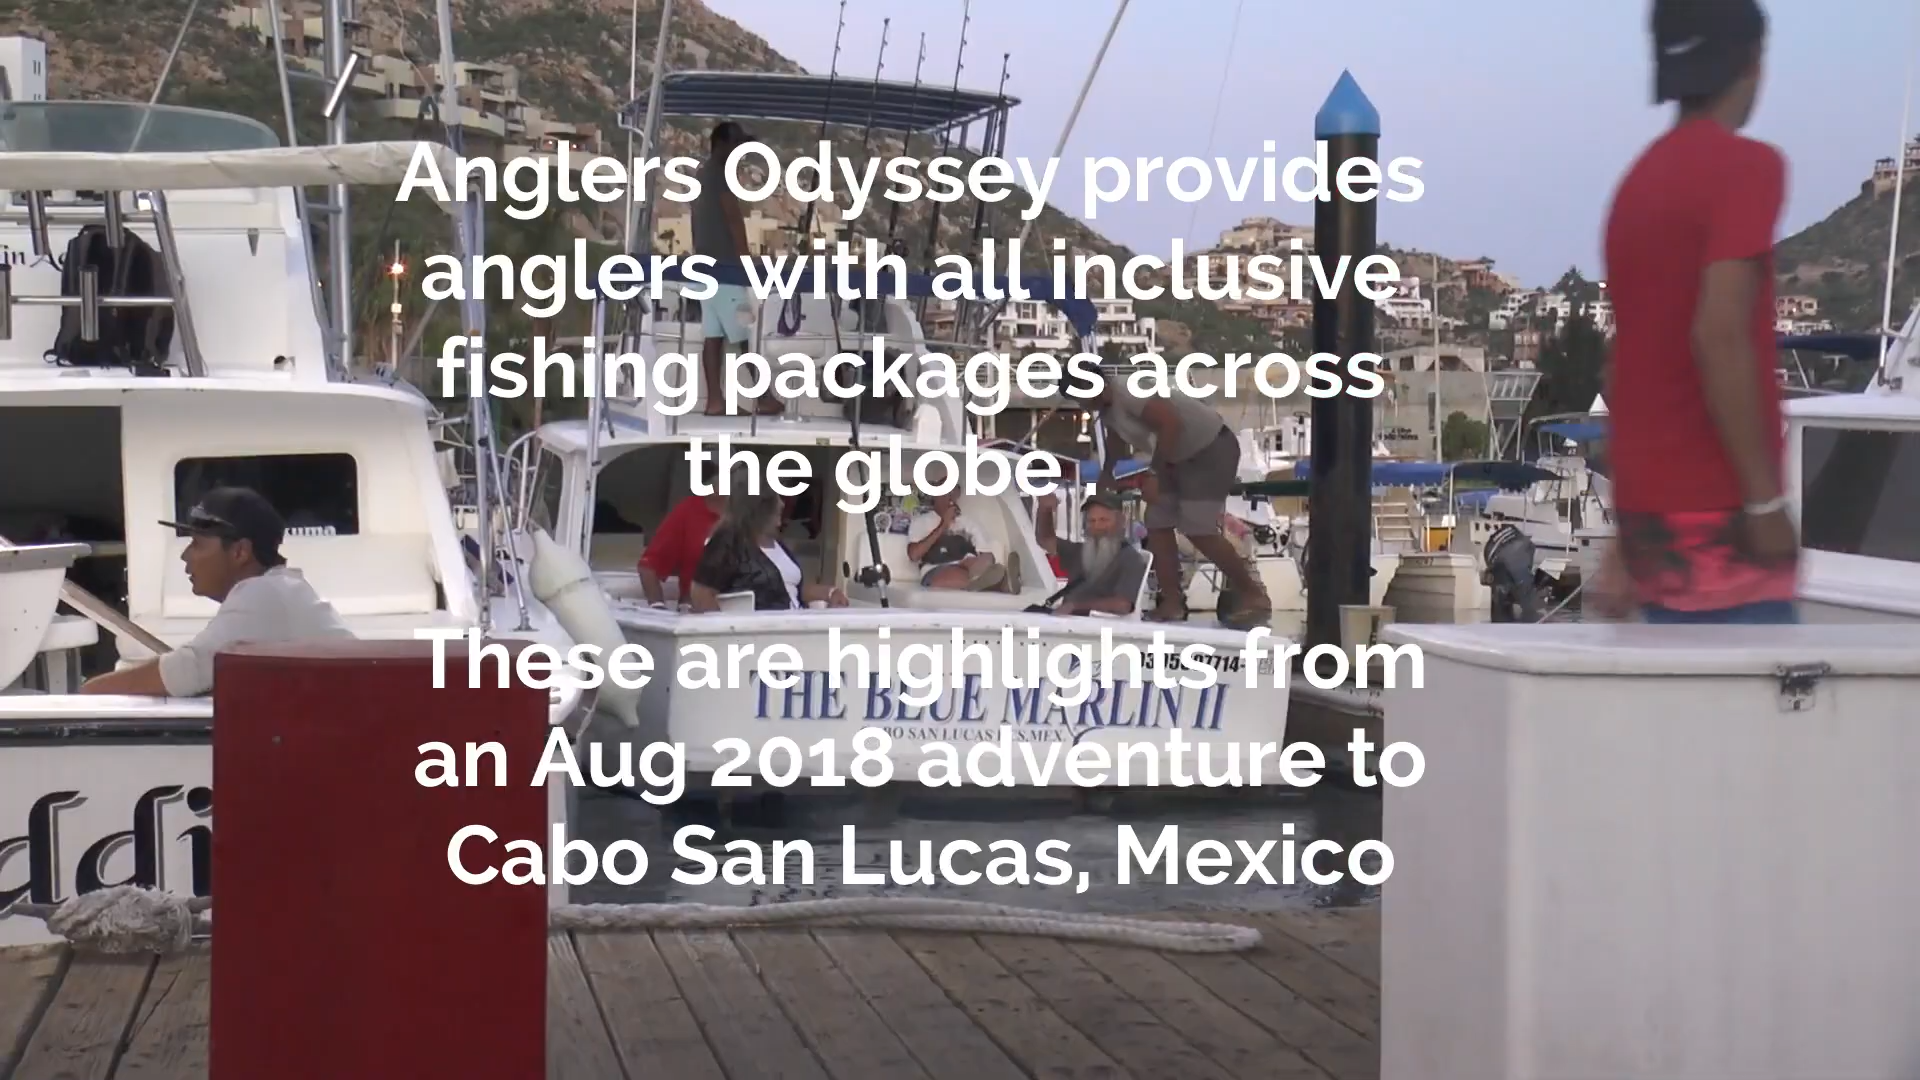 Anglers Odyssey provides
anglers with all inclusive
fishing packages across
the globe .
These are highlights from
an Aug 2018 adventure to
Cabo San Lucas, Mexico
THE BLUE MARLIN II